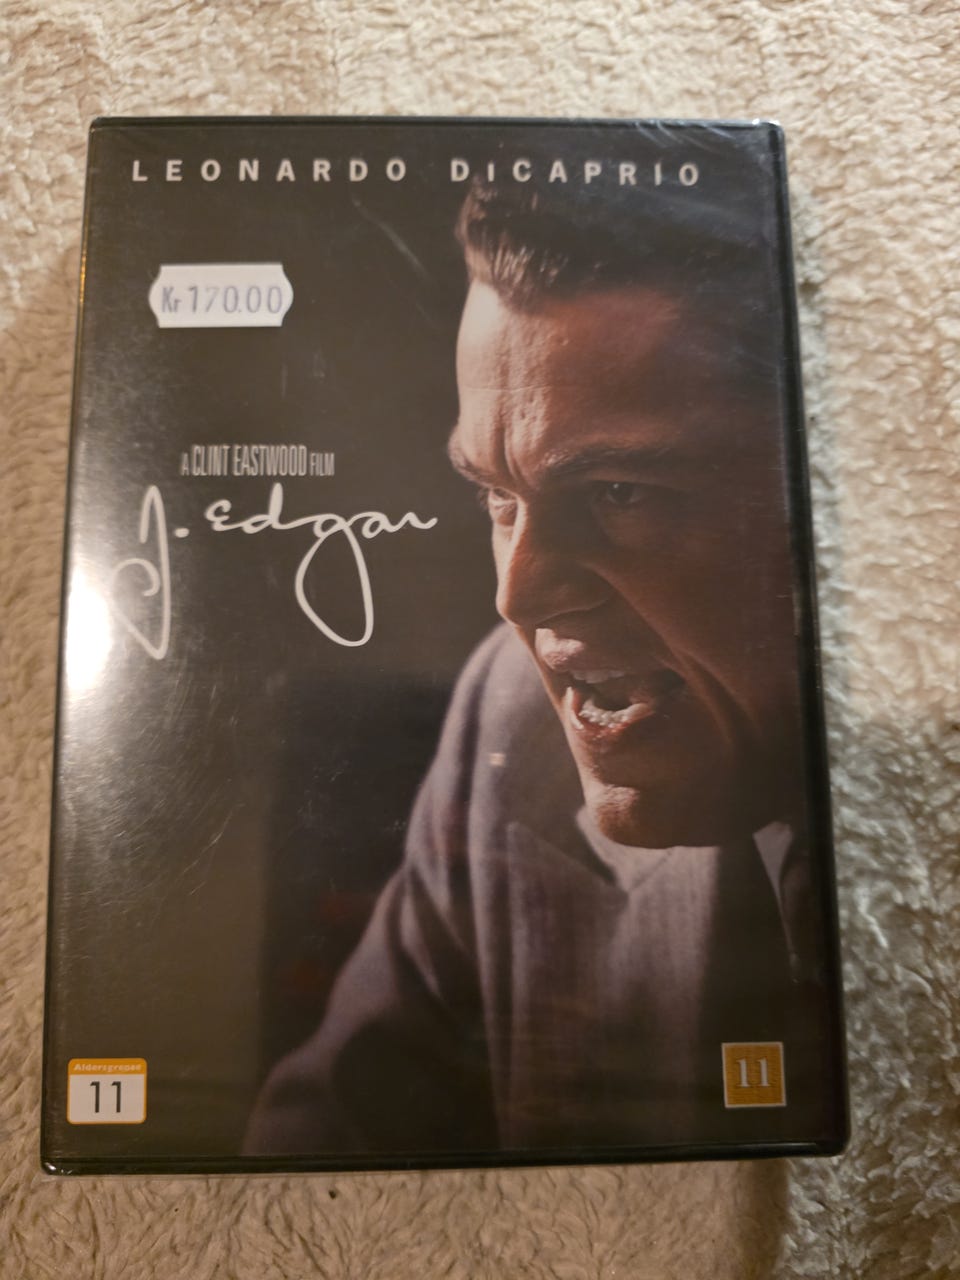 LEONARDO DiCAPRIO
Kr 170.00
A CLINT EASTWOOD FILM
J. Edgar
Aldersgrense
11
11